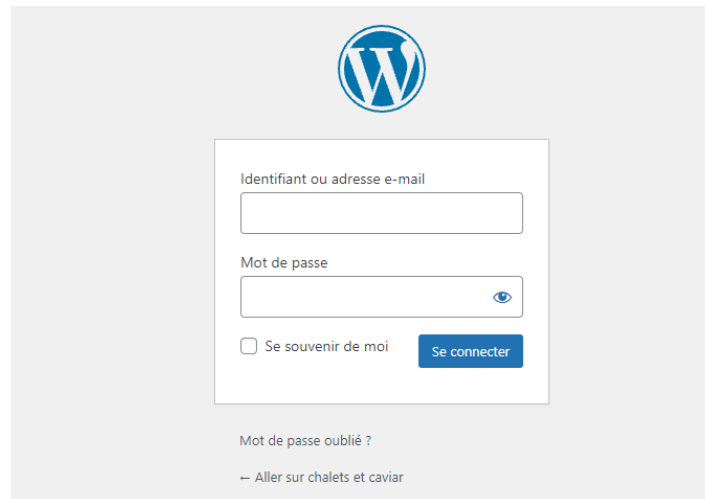 Identifiant ou adresse e-mail
Mot de passe
Se souvenir de moi
Se connecter
Mot de passe oublié ?
← Aller sur chalets et caviar